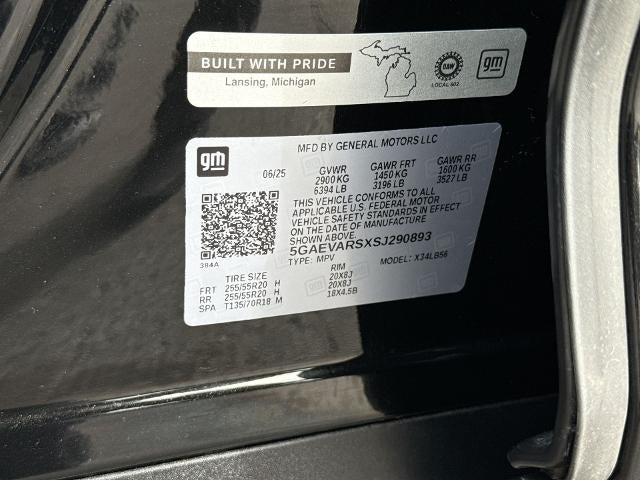 BUILT WITH PRIDE
Lansing, Michigan
UAW
LOCAL 602
gm
gm
MFD BY GENERAL MOTORS LLC
06/25 GVWR GAWR FRT GAWR RR
2900 KG 1450 KG 1600 KG
6394 LB 3196 LB 3527 LB
THIS VEHICLE CONFORMS TO ALL
APPLICABLE U.S. FEDERAL MOTOR
VEHICLE SAFETY STANDARDS IN EFFECT
ON THE DATE OF MANUFACTURE
SHOWN ABOVE.
5GAEVARSXSJ290893
TYPE: MPV MODEL: X34LB56
384A
TIRE SIZE RIM
FRT 255/55R20 H 20X8J
RR 255/55R20 H 20X8J
SPA T135/70R18 M 18X4.5B